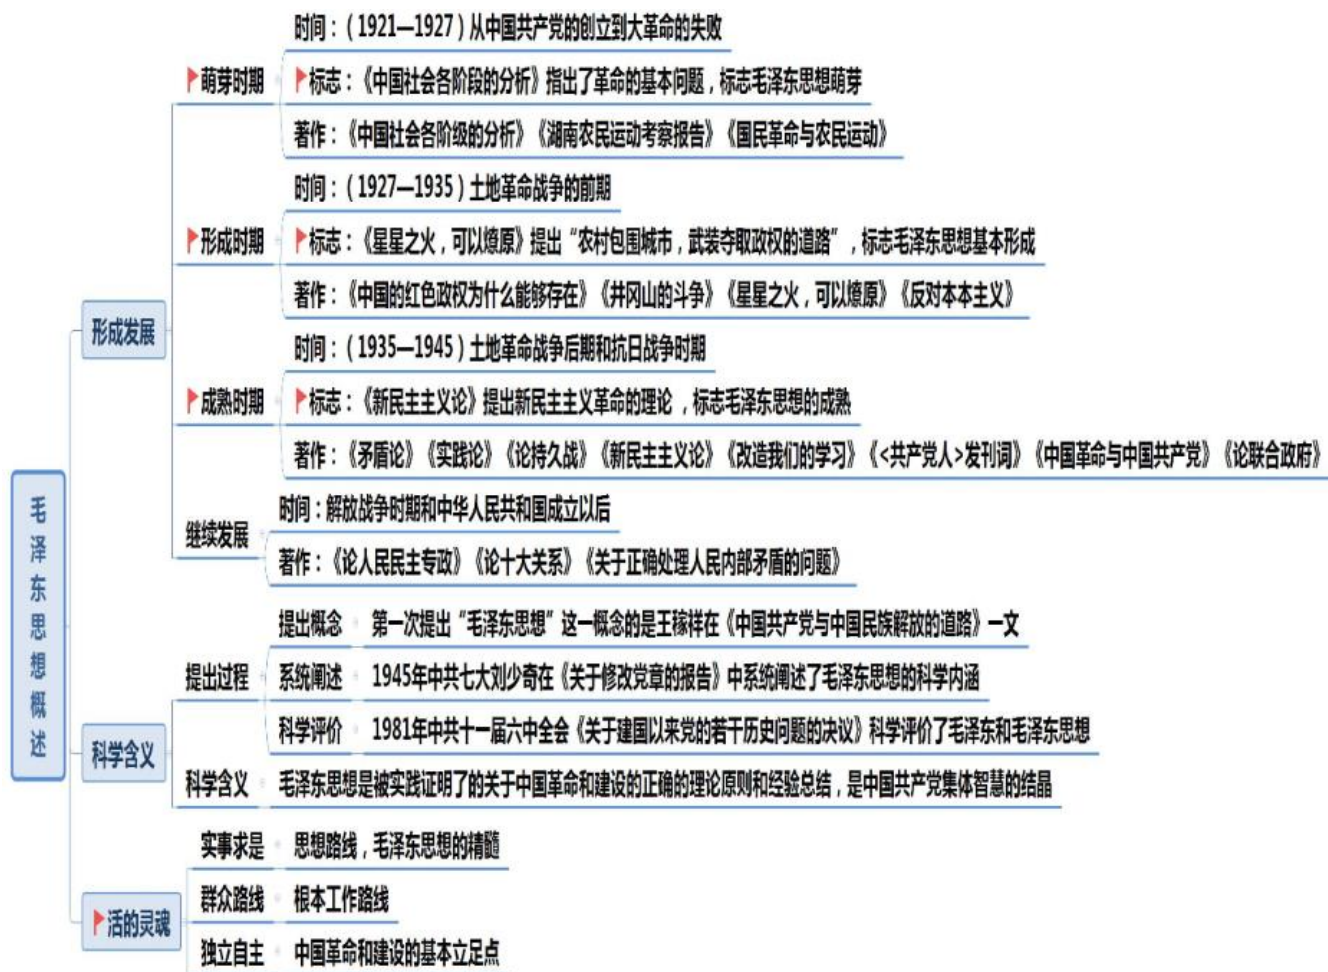 毛泽东思想概述
形成发展
萌芽时期
时间：（1921—1927）从中国共产党的创立到大革命的失败
标志：《中国社会各阶段的分析》指出了革命的基本问题，标志毛泽东思想萌芽
著作：《中国社会各阶级的分析》《湖南农民运动考察报告》《国民革命与农民运动》
形成时期
时间：（1927—1935）土地革命战争的前期
标志：《星星之火，可以燎原》提出“农村包围城市，武装夺取政权的道路”，标志毛泽东思想基本形成
著作：《中国的红色政权为什么能够存在》《井冈山的斗争》《星星之火，可以燎原》《反对本本主义》
成熟时期
时间：（1935—1945）土地革命战争后期和抗日战争时期
标志：《新民主主义论》提出新民主主义革命的理论 ，标志毛泽东思想的成熟
著作：《矛盾论》《实践论》《论持久战》《新民主主义论》《改造我们的学习》《<共产党人>发刊词》《中国革命与中国共产党》《论联合政府》
继续发展
时间：解放战争时期和中华人民共和国成立以后
著作：《论人民民主专政》《论十大关系》《关于正确处理人民内部矛盾的问题》
科学含义
提出过程
提出概念
第一次提出“毛泽东思想”这一概念的是王稼祥在《中国共产党与中国民族解放的道路》一文
系统阐述
1945年中共七大刘少奇在《关于修改党章的报告》中系统阐述了毛泽东思想的科学内涵
科学评价
1981年中共十一届六中全会《关于建国以来党的若干历史问题的决议》科学评价了毛泽东和毛泽东思想
科学含义
毛泽东思想是被实践证明了的关于中国革命和建设的正确的理论原则和经验总结，是中国共产党集体智慧的结晶
活的灵魂
实事求是
思想路线，毛泽东思想的精髓
群众路线
根本工作路线
独立自主
中国革命和建设的基本立足点